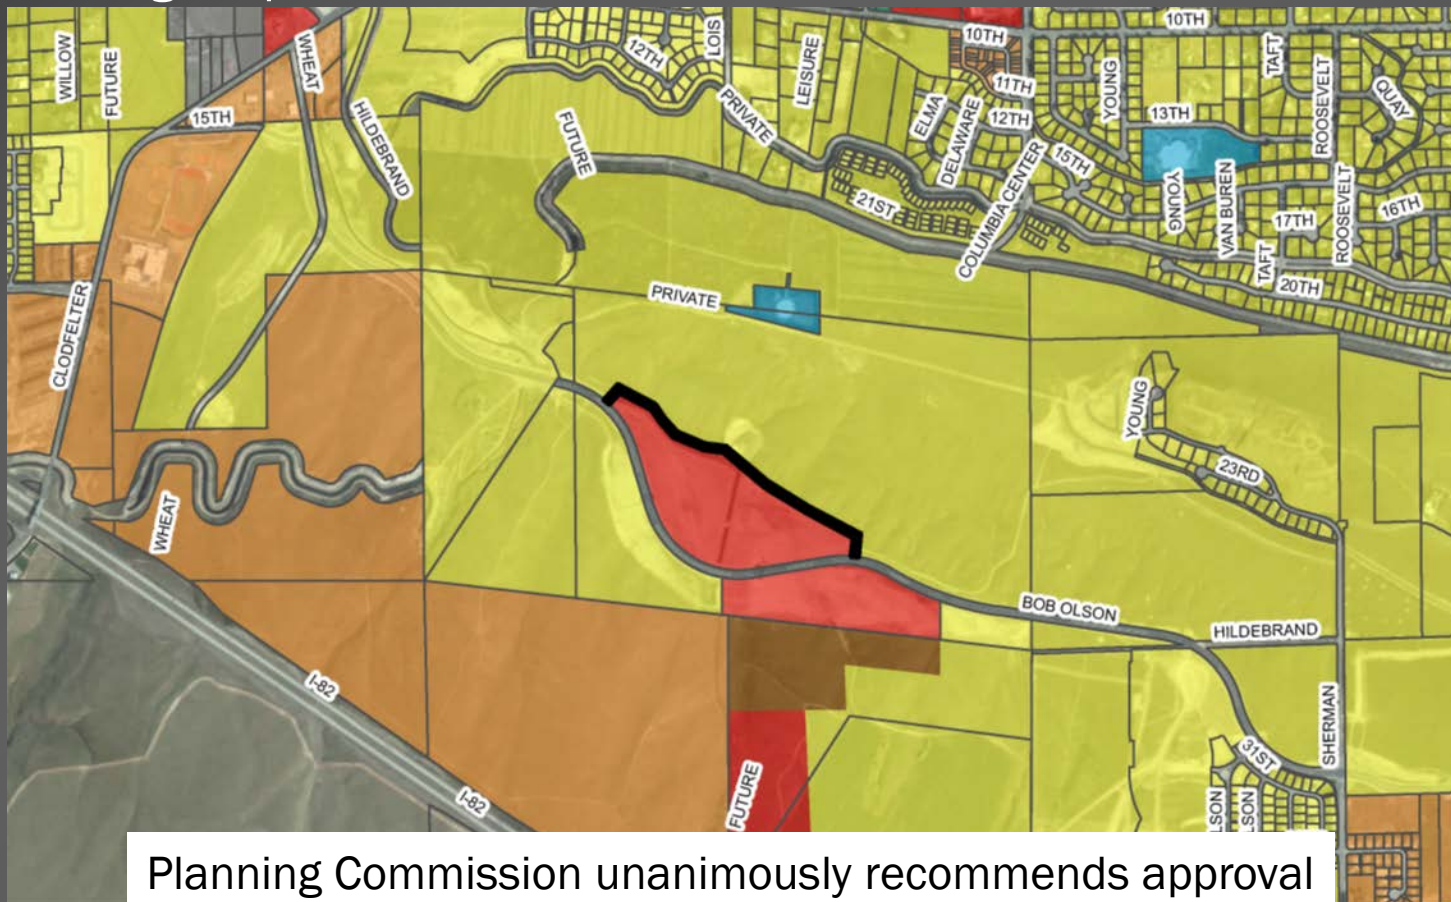 10TH
WILLOW
FUTURE
WHEAT
12TH
LOIS
LEISURE
10TH
YOUNG
TAFT
ROOSEVELT
QUAY
11TH
15TH
HILDEBRAND
FUTURE
PRIVATE
ELMA
DELAWARE
12TH
13TH
15TH
COLUMBIA CENTER
21ST
YOUNG
VAN BUREN
17TH
ROOSEVELT
16TH
TAFT
20TH
CLODFELTER
PRIVATE
YOUNG
23RD
WHEAT
BOB OLSON
HILDEBRAND
I-82
SHERMAN
31ST
FUTURE
I-82
LSON
LSON
Planning Commission unanimously recommends approval